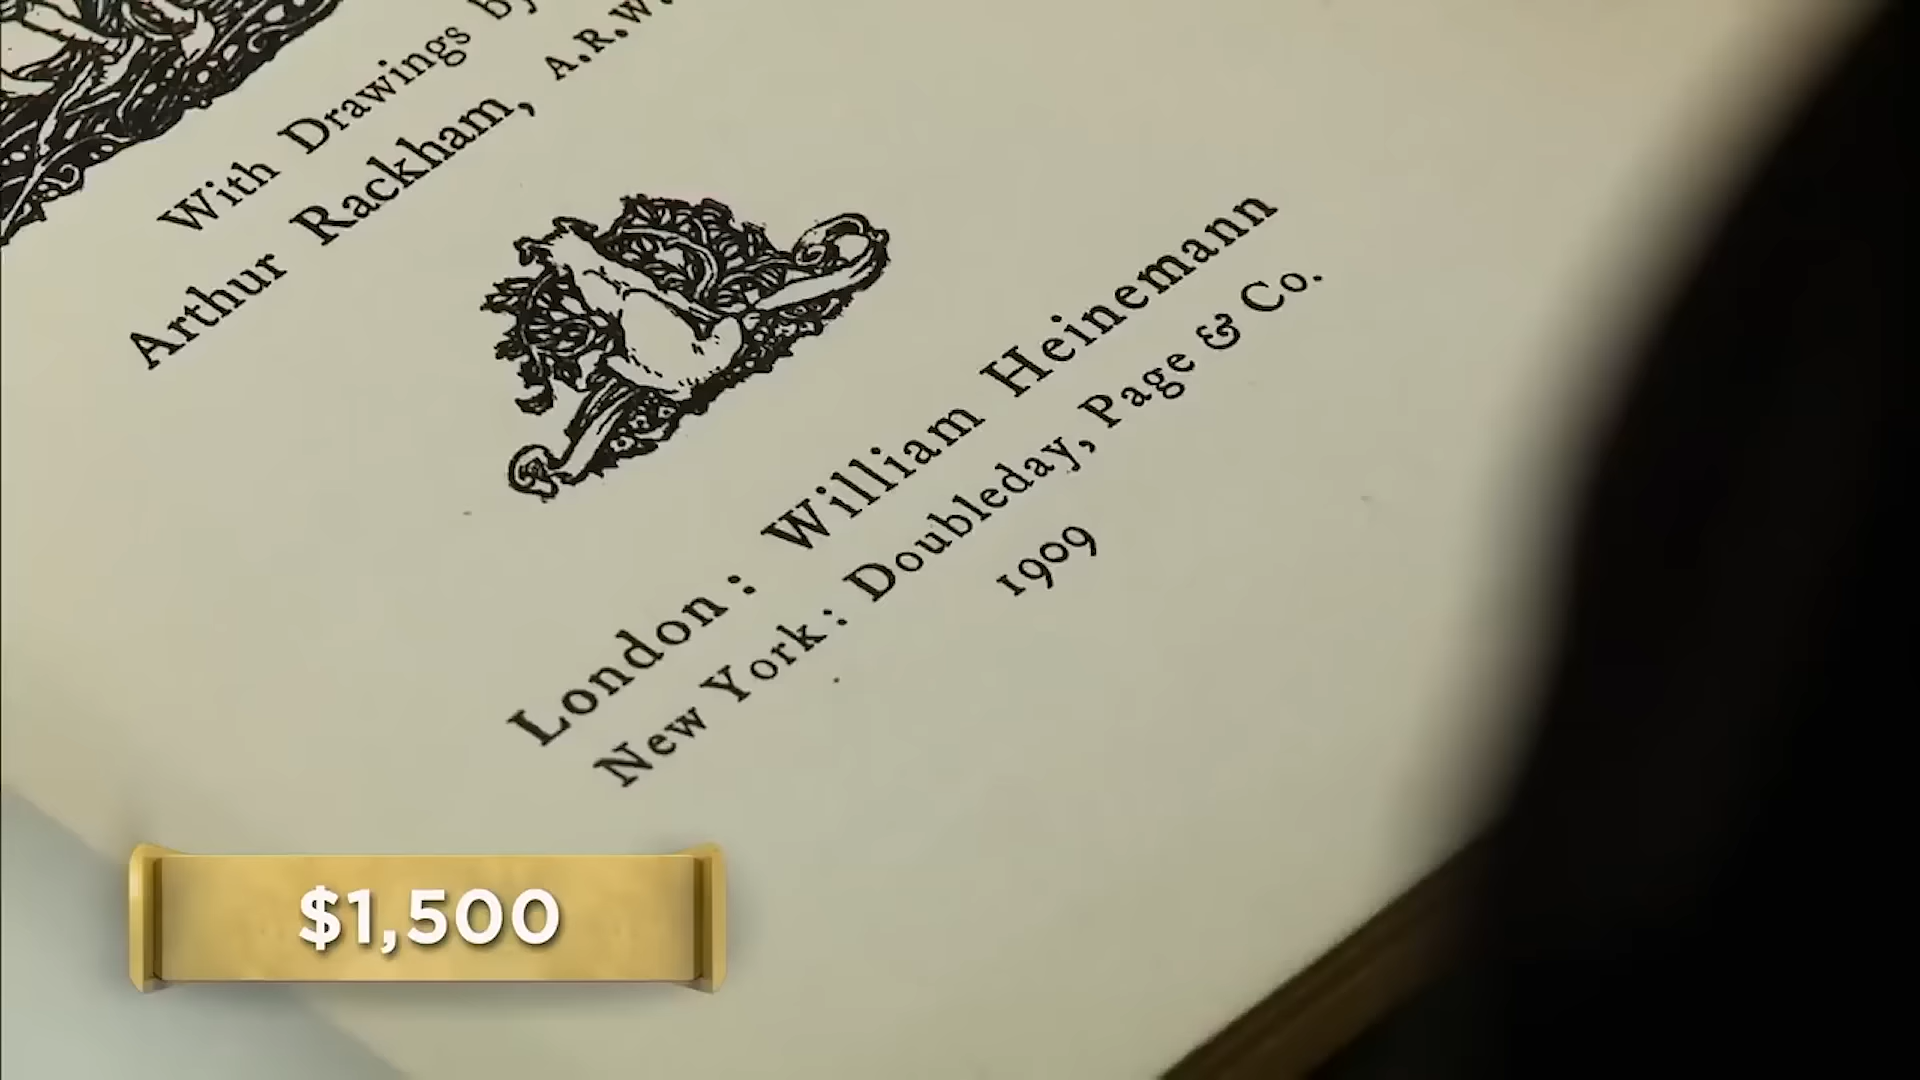 With Drawings by
Arthur Rackham, A.R.W.
London: William Heinemann
New York: Doubleday, Page & Co.
1909
$1,500